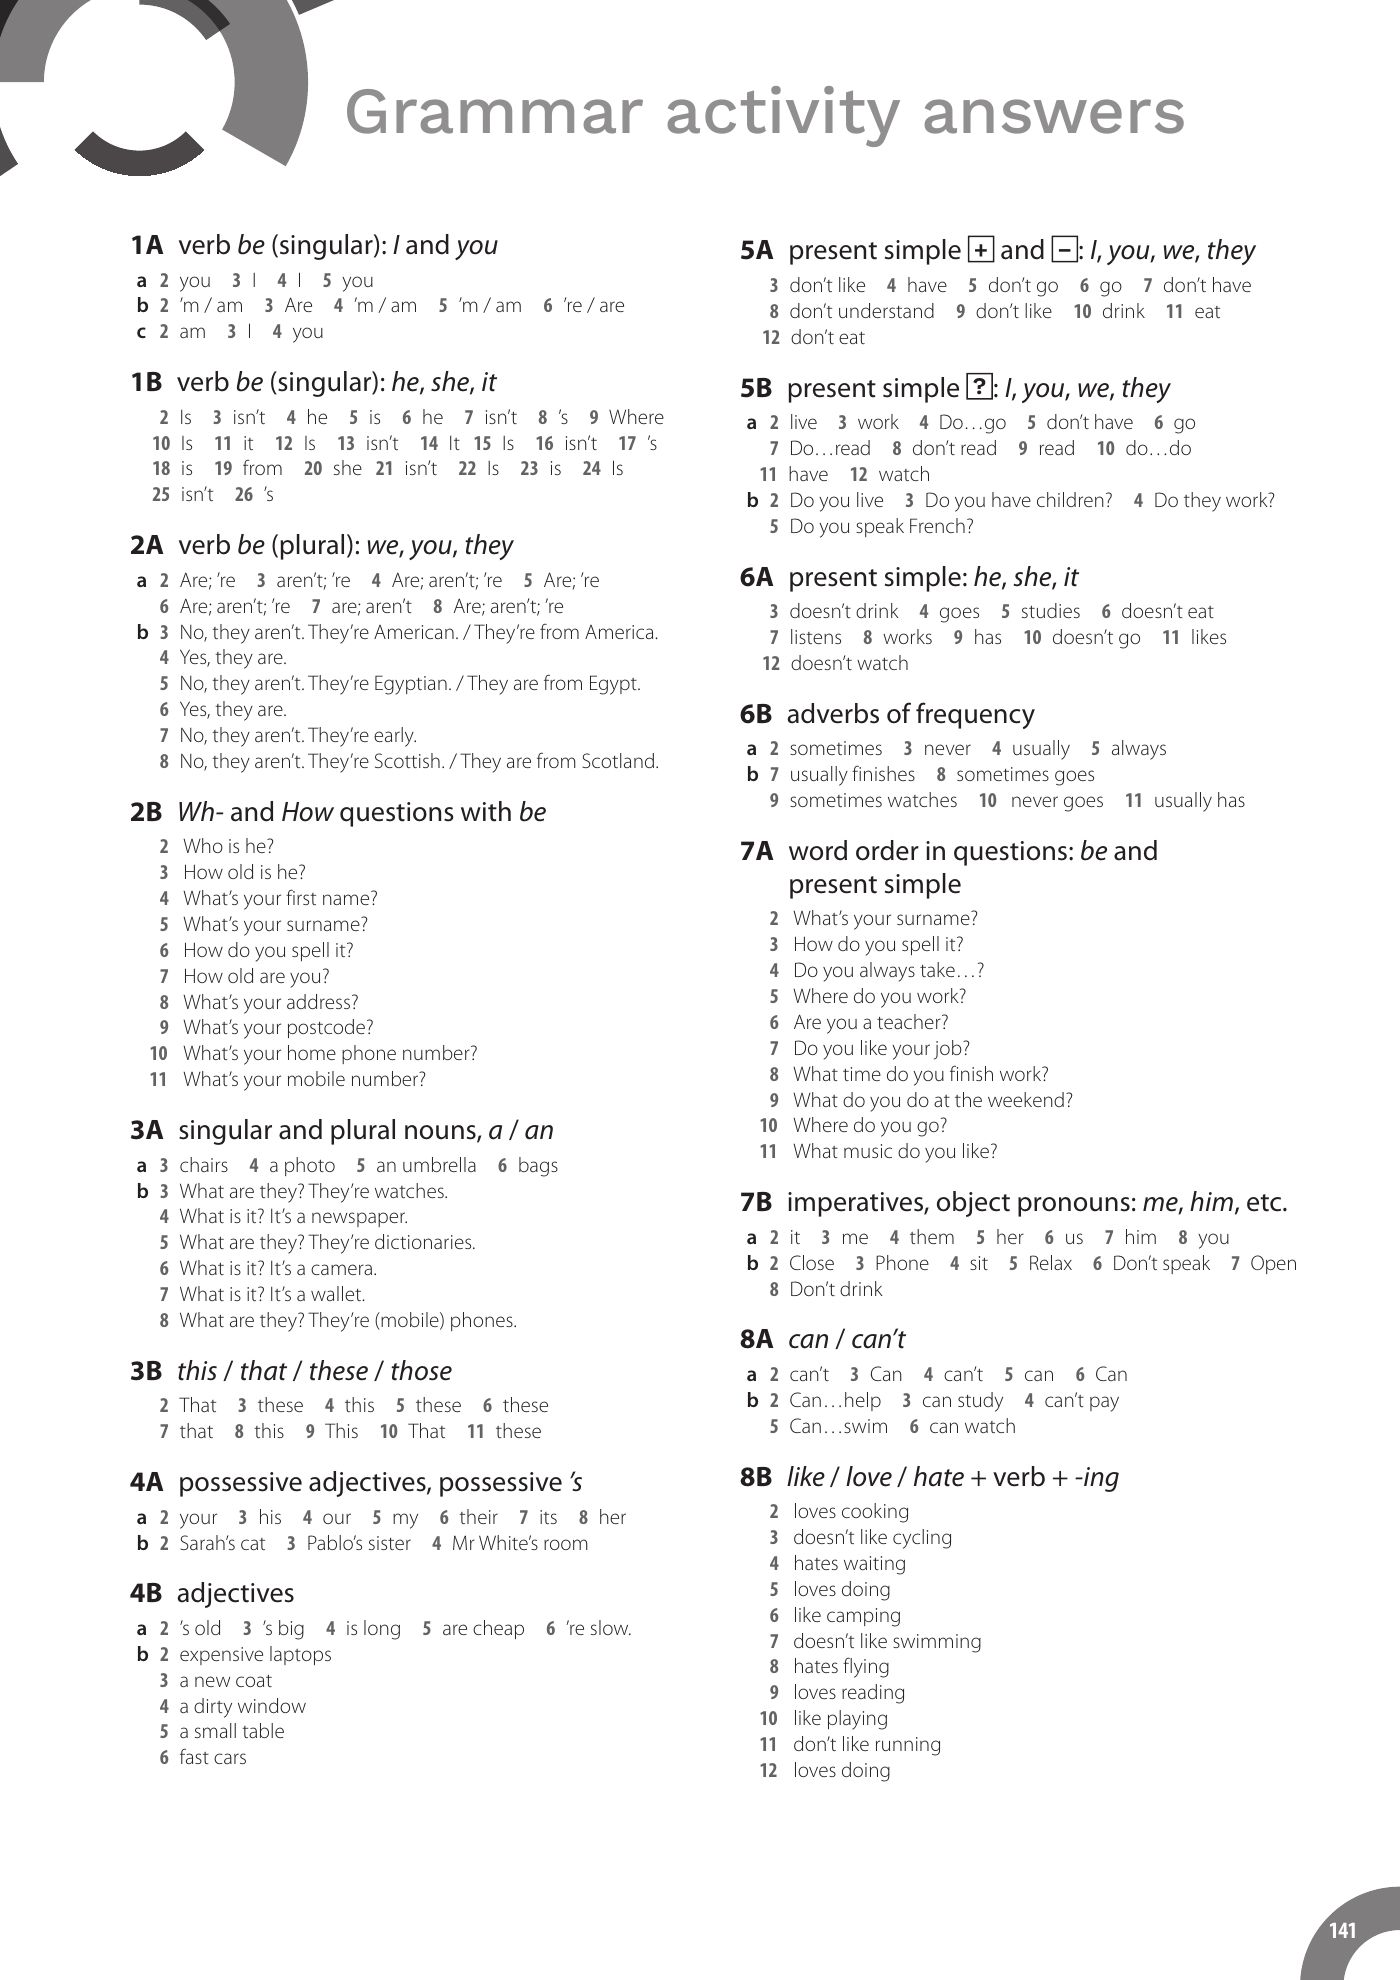 Grammar activity answers
1A verb be (singular): I and you
a 2 you 3 I 4 I 5 you
b 2 ’m / am 3 Are 4 ’m / am 5 ’m / am 6 ’re / are
c 2 am 3 I 4 you
1B verb be (singular): he, she, it
2 Is 3 isn’t 4 he 5 is 6 he 7 isn’t 8 ’s 9 Where
10 Is 11 it 12 Is 13 isn’t 14 It 15 Is 16 isn’t 17 ’s
18 is 19 from 20 she 21 isn’t 22 Is 23 is 24 Is
25 isn’t 26 ’s
2A verb be (plural): we, you, they
a 2 Are; ’re 3 aren’t; ’re 4 Are; aren’t; ’re 5 Are; ’re
6 Are; aren’t; ’re 7 are; aren’t 8 Are; aren’t; ’re
b 3 No, they aren’t. They’re American. / They’re from America.
4 Yes, they are.
5 No, they aren’t. They’re Egyptian. / They are from Egypt.
6 Yes, they are.
7 No, they aren’t. They’re early.
8 No, they aren’t. They’re Scottish. / They are from Scotland.
2B Wh- and How questions with be
2 Who is he?
3 How old is he?
4 What’s your first name?
5 What’s your surname?
6 How do you spell it?
7 How old are you?
8 What’s your address?
9 What’s your postcode?
10 What’s your home phone number?
11 What’s your mobile number?
3A singular and plural nouns, a / an
a 3 chairs 4 a photo 5 an umbrella 6 bags
b 3 What are they? They’re watches.
4 What is it? It’s a newspaper.
5 What are they? They’re dictionaries.
6 What is it? It’s a camera.
7 What is it? It’s a wallet.
8 What are they? They’re (mobile) phones.
3B this / that / these / those
2 That 3 these 4 this 5 these 6 these
7 that 8 this 9 This 10 That 11 these
4A possessive adjectives, possessive ’s
a 2 your 3 his 4 our 5 my 6 their 7 its 8 her
b 2 Sarah’s cat 3 Pablo’s sister 4 Mr White’s room
4B adjectives
a 2 ’s old 3 ’s big 4 is long 5 are cheap 6 ’re slow.
b 2 expensive laptops
3 a new coat
4 a dirty window
5 a small table
6 fast cars
5A present simple + and −: I, you, we, they
3 don’t like 4 have 5 don’t go 6 go 7 don’t have
8 don’t understand 9 don’t like 10 drink 11 eat
12 don’t eat
5B present simple ?: I, you, we, they
a 2 live 3 work 4 Do…go 5 don’t have 6 go
7 Do…read 8 don’t read 9 read 10 do…do
11 have 12 watch
b 2 Do you live 3 Do you have children? 4 Do they work?
5 Do you speak French?
6A present simple: he, she, it
3 doesn’t drink 4 goes 5 studies 6 doesn’t eat
7 listens 8 works 9 has 10 doesn’t go 11 likes
12 doesn’t watch
6B adverbs of frequency
a 2 sometimes 3 never 4 usually 5 always
b 7 usually finishes 8 sometimes goes
9 sometimes watches 10 never goes 11 usually has
7A word order in questions: be and
present simple
2 What’s your surname?
3 How do you spell it?
4 Do you always take…?
5 Where do you work?
6 Are you a teacher?
7 Do you like your job?
8 What time do you finish work?
9 What do you do at the weekend?
10 Where do you go?
11 What music do you like?
7B imperatives, object pronouns: me, him, etc.
a 2 it 3 me 4 them 5 her 6 us 7 him 8 you
b 2 Close 3 Phone 4 sit 5 Relax 6 Don’t speak 7 Open
8 Don’t drink
8A can / can’t
a 2 can’t 3 Can 4 can’t 5 can 6 Can
b 2 Can…help 3 can study 4 can’t pay
5 Can…swim 6 can watch
8B like / love / hate + verb + -ing
2 loves cooking
3 doesn’t like cycling
4 hates waiting
5 loves doing
6 like camping
7 doesn’t like swimming
8 hates flying
9 loves reading
10 like playing
11 don’t like running
12 loves doing
141